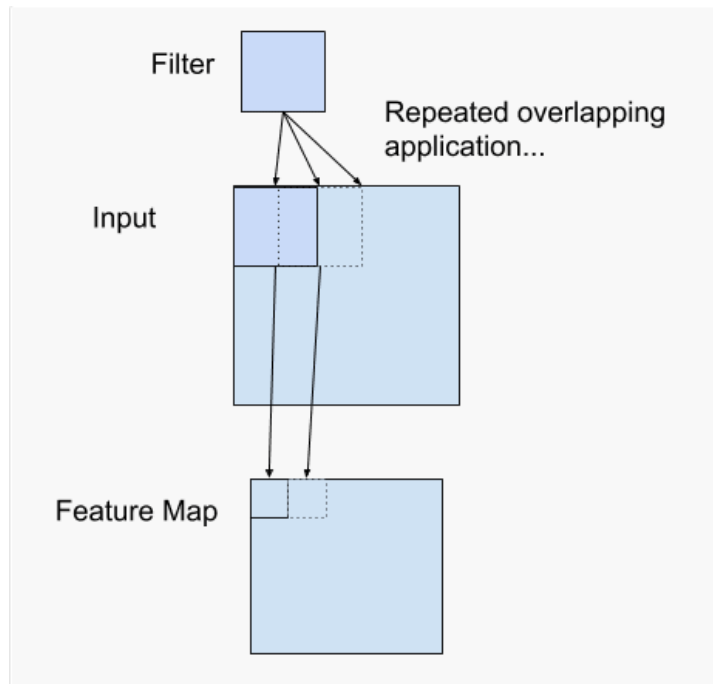 Filter
Repeated overlapping
application...
Input
Feature Map